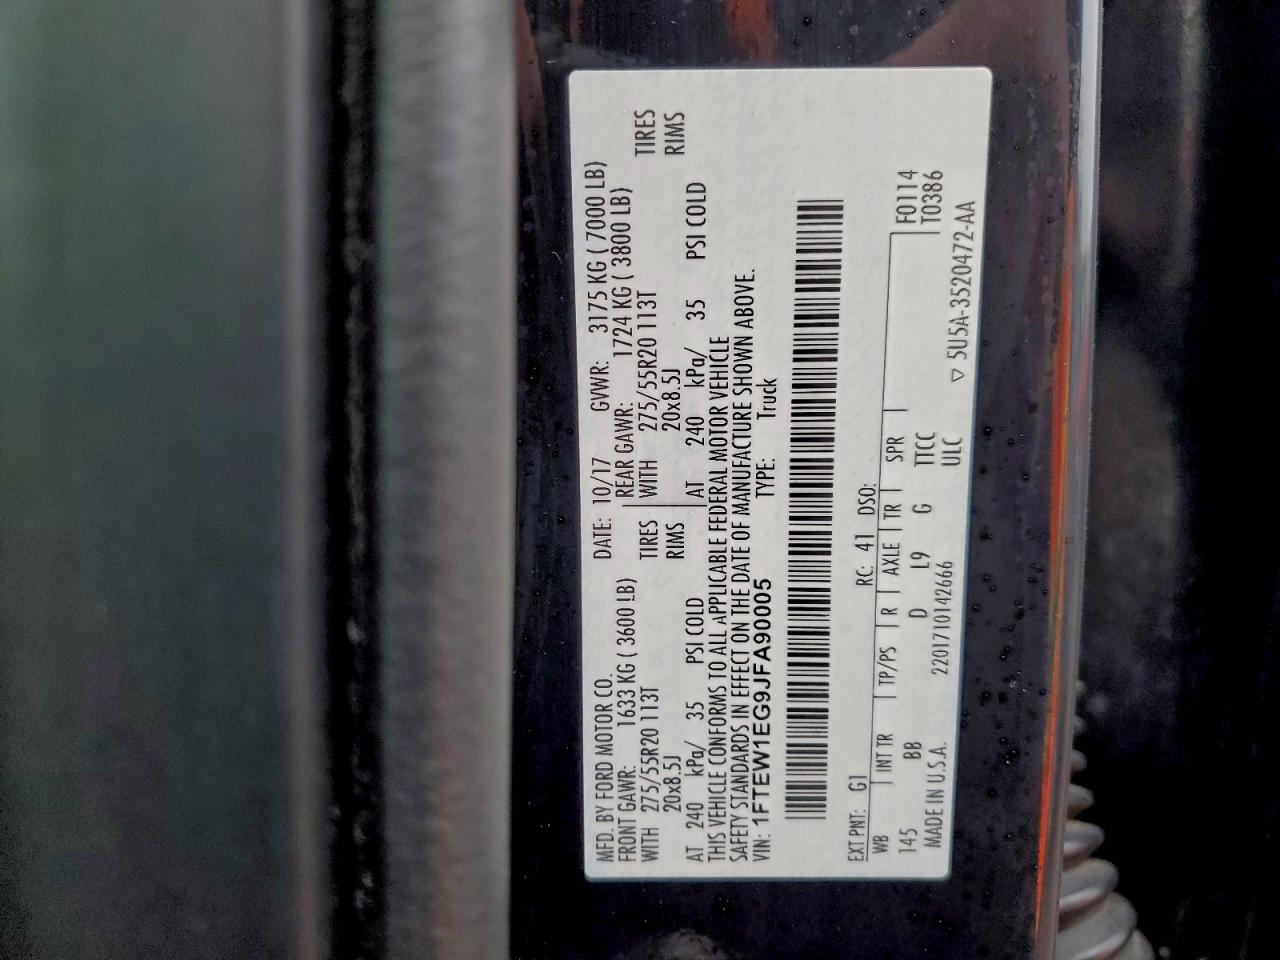 MFD. BY FORD MOTOR CO.
DATE: 10/17 GVWR: 3175 KG ( 7000 LB)
FRONT GAWR: 1633 KG ( 3600 LB)
REAR GAWR: 1724 KG ( 3800 LB)
WITH 275/55R20 113T TIRES
WITH 275/55R20 113T TIRES
20x8.5J RIMS
20x8.5J RIMS
AT 240 kPa/ 35 PSI COLD
AT 240 kPa/ 35 PSI COLD
THIS VEHICLE CONFORMS TO ALL APPLICABLE FEDERAL MOTOR VEHICLE
SAFETY STANDARDS IN EFFECT ON THE DATE OF MANUFACTURE SHOWN ABOVE.
VIN: 1FTEW1EG9JFA90005 TYPE: Truck
EXT PNT: G1 RC: 41 DSO:
WB INT TR TP/PS R AXLE TR SPR F0114
145 BB D L9 G TTCC T0386
MADE IN U.S.A. 2201710142666 ULC
▽ 5U5A-3520472-AA